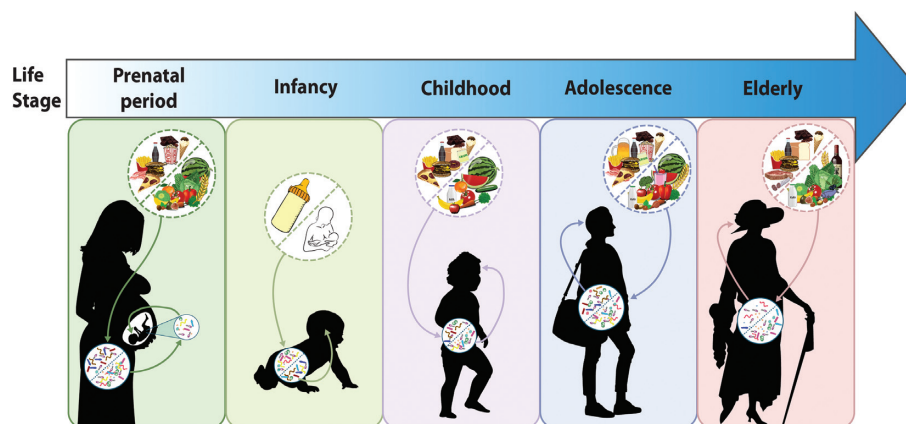 Life
Stage
Prenatal
period
Infancy
Childhood
Adolescence
Elderly